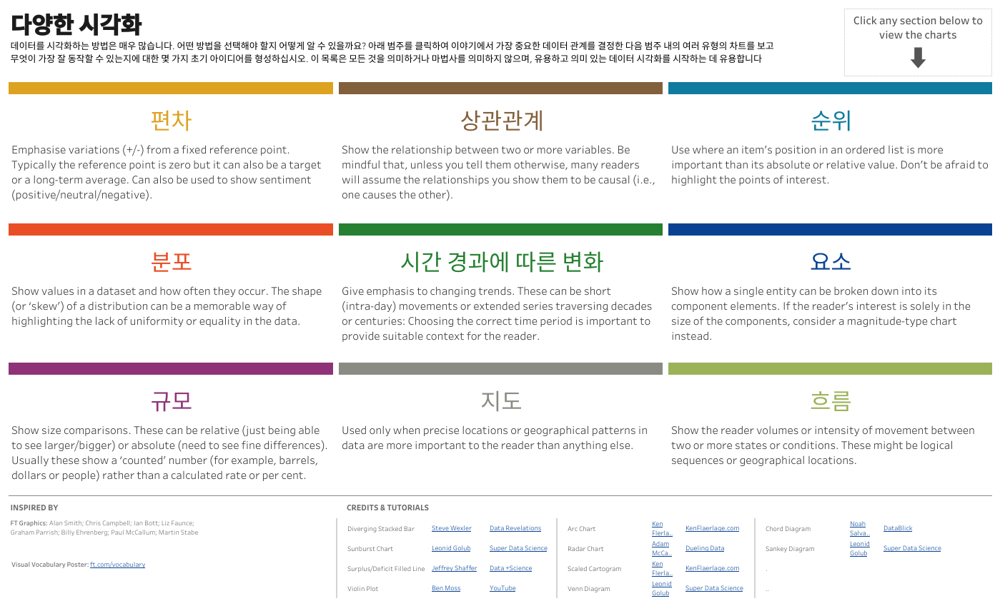 다양한 시각화
데이터를 시각화하는 방법은 매우 많습니다. 어떤 방법을 선택해야 할지 어떻게 알 수 있을까요? 아래 범주를 클릭하여 이야기에서 가장 중요한 데이터 관계를 결정한 다음 범주 내의 여러 유형의 차트를 보고
무엇이 가장 잘 동작할 수 있는지에 대한 몇 가지 초기 아이디어를 형성하십시오. 이 목록은 모든 것을 의미하거나 마법사를 의미하지 않으며, 유용하고 의미 있는 데이터 시각화를 시작하는 데 유용합니다
Click any section below to
view the charts
편차
Emphasise variations (+/-) from a fixed reference point.
Typically the reference point is zero but it can also be a target
or a long-term average. Can also be used to show sentiment
(positive/neutral/negative).
상관관계
Show the relationship between two or more variables. Be
mindful that, unless you tell them otherwise, many readers
will assume the relationships you show them to be causal (i.e.,
one causes the other).
순위
Use where an item's position in an ordered list is more
important than its absolute or relative value. Don't be afraid to
highlight the points of interest.
분포
Show values in a dataset and how often they occur. The shape
(or ‘skew’) of a distribution can be a memorable way of
highlighting the lack of uniformity or equality in the data.
시간 경과에 따른 변화
Give emphasis to changing trends. These can be short
(intra-day) movements or extended series traversing decades
or centuries: Choosing the correct time period is important to
provide suitable context for the reader.
요소
Show how a single entity can be broken down into its
component elements. If the reader's interest is solely in the
size of the components, consider a magnitude-type chart
instead.
규모
Show size comparisons. These can be relative (just being able
to see larger/bigger) or absolute (need to see fine differences).
Usually these show a ‘counted’ number (for example, barrels,
dollars or people) rather than a calculated rate or per cent.
지도
Used only when precise locations or geographical patterns in
data are more important to the reader than anything else.
흐름
Show the reader volumes or intensity of movement between
two or more states or conditions. These might be logical
sequences or geographical locations.
INSPIRED BY
FT Graphics: Alan Smith; Chris Campbell; Ian Bott; Liz Faunce;
Graham Parrish; Billy Ehrenberg; Paul McCallum; Martin Stabe
Visual Vocabulary Poster: ft.com/vocabulary
CREDITS & TUTORIALS
Diverging Stacked Bar Steve Wexler Data Revelations
Sunburst Chart Leonid Golub Super Data Science
Surplus/Deficit Filled Line Jeffrey Shaffer Data +Science
Violin Plot Ben Moss YouTube
Arc Chart Ken Flerla.. KenFlaerlage.com
Radar Chart Adam McCa.. Dueling Data
Scaled Cartogram Ken Flerla.. KenFlaerlage.com
Venn Diagram Leonid Golub Super Data Science
Chord Diagram Noah Salva.. DataBlick
Sankey Diagram Leonid Golub Super Data Science
.
..